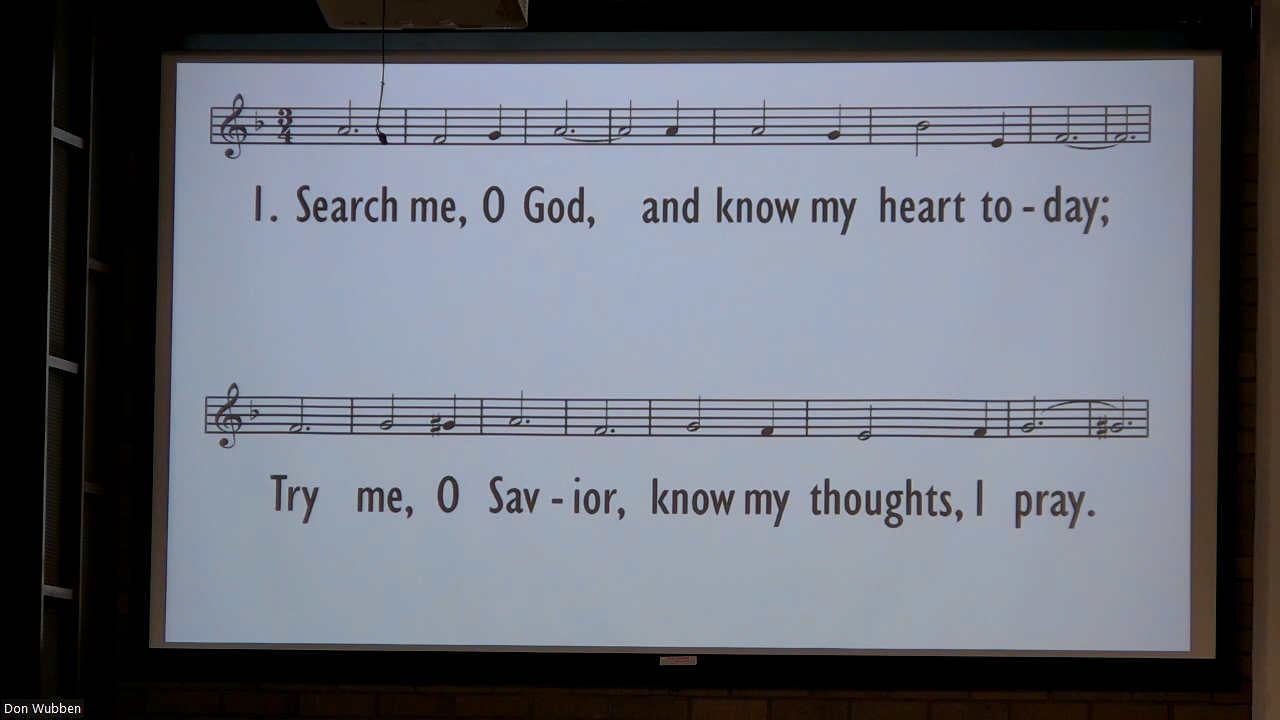 1. Search me, O God, and know my heart to - day;
Try me, O Sav - ior, know my thoughts, I pray.
Don Wubben